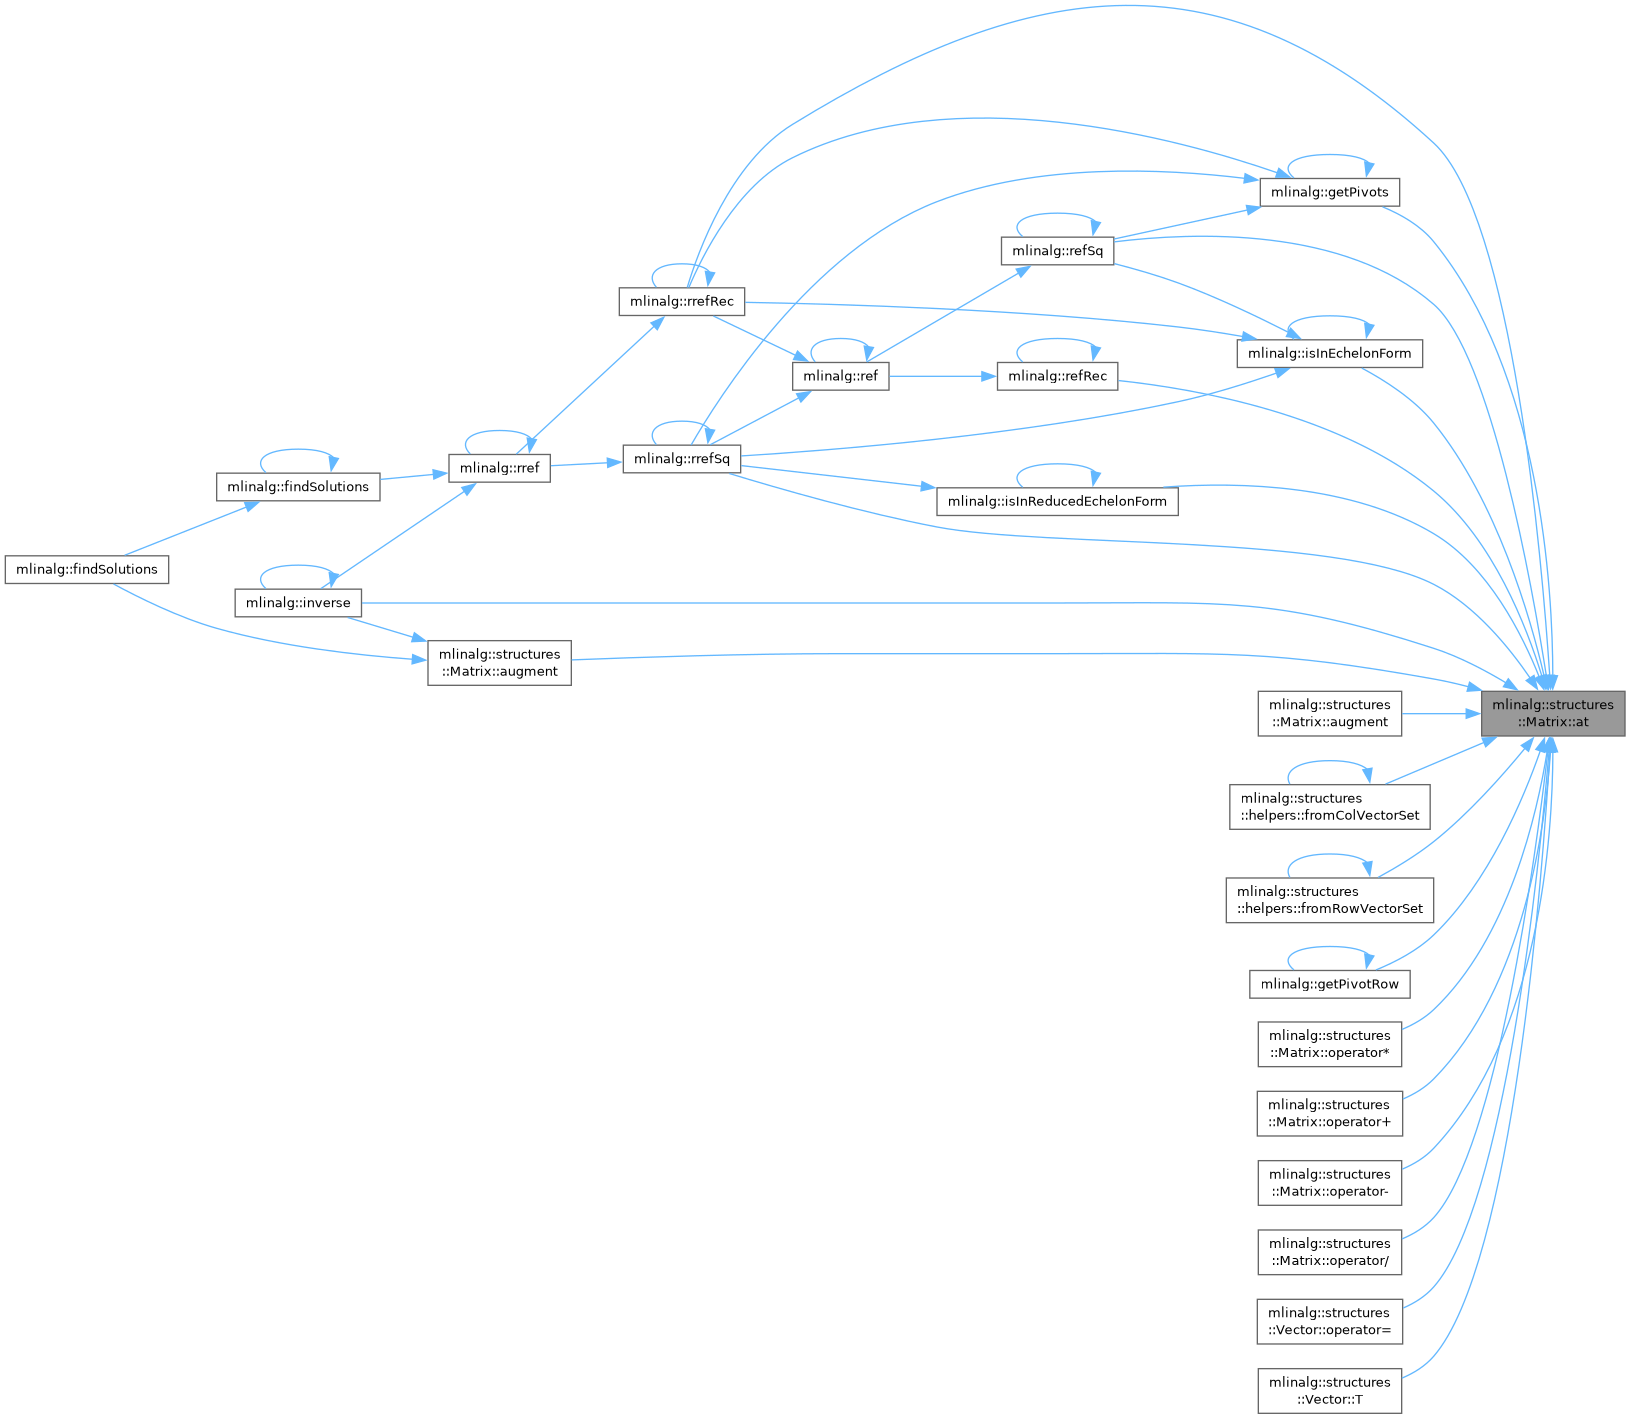 mlinalg::getPivots
mlinalg::refSq
mlinalg::rrefRec
mlinalg::isInEchelonForm
mlinalg::ref
mlinalg::refRec
mlinalg::rrefSq
mlinalg::rref
mlinalg::findSolutions
mlinalg::isInReducedEchelonForm
mlinalg::findSolutions
mlinalg::inverse
mlinalg::structures
::Matrix::augment
mlinalg::structures
::Matrix::augment
mlinalg::structures
::Matrix::at
mlinalg::structures
::helpers::fromColVectorSet
mlinalg::structures
::helpers::fromRowVectorSet
mlinalg::getPivotRow
mlinalg::structures
::Matrix::operator*
mlinalg::structures
::Matrix::operator+
mlinalg::structures
::Matrix::operator-
mlinalg::structures
::Matrix::operator/
mlinalg::structures
::Vector::operator=
mlinalg::structures
::Vector::T